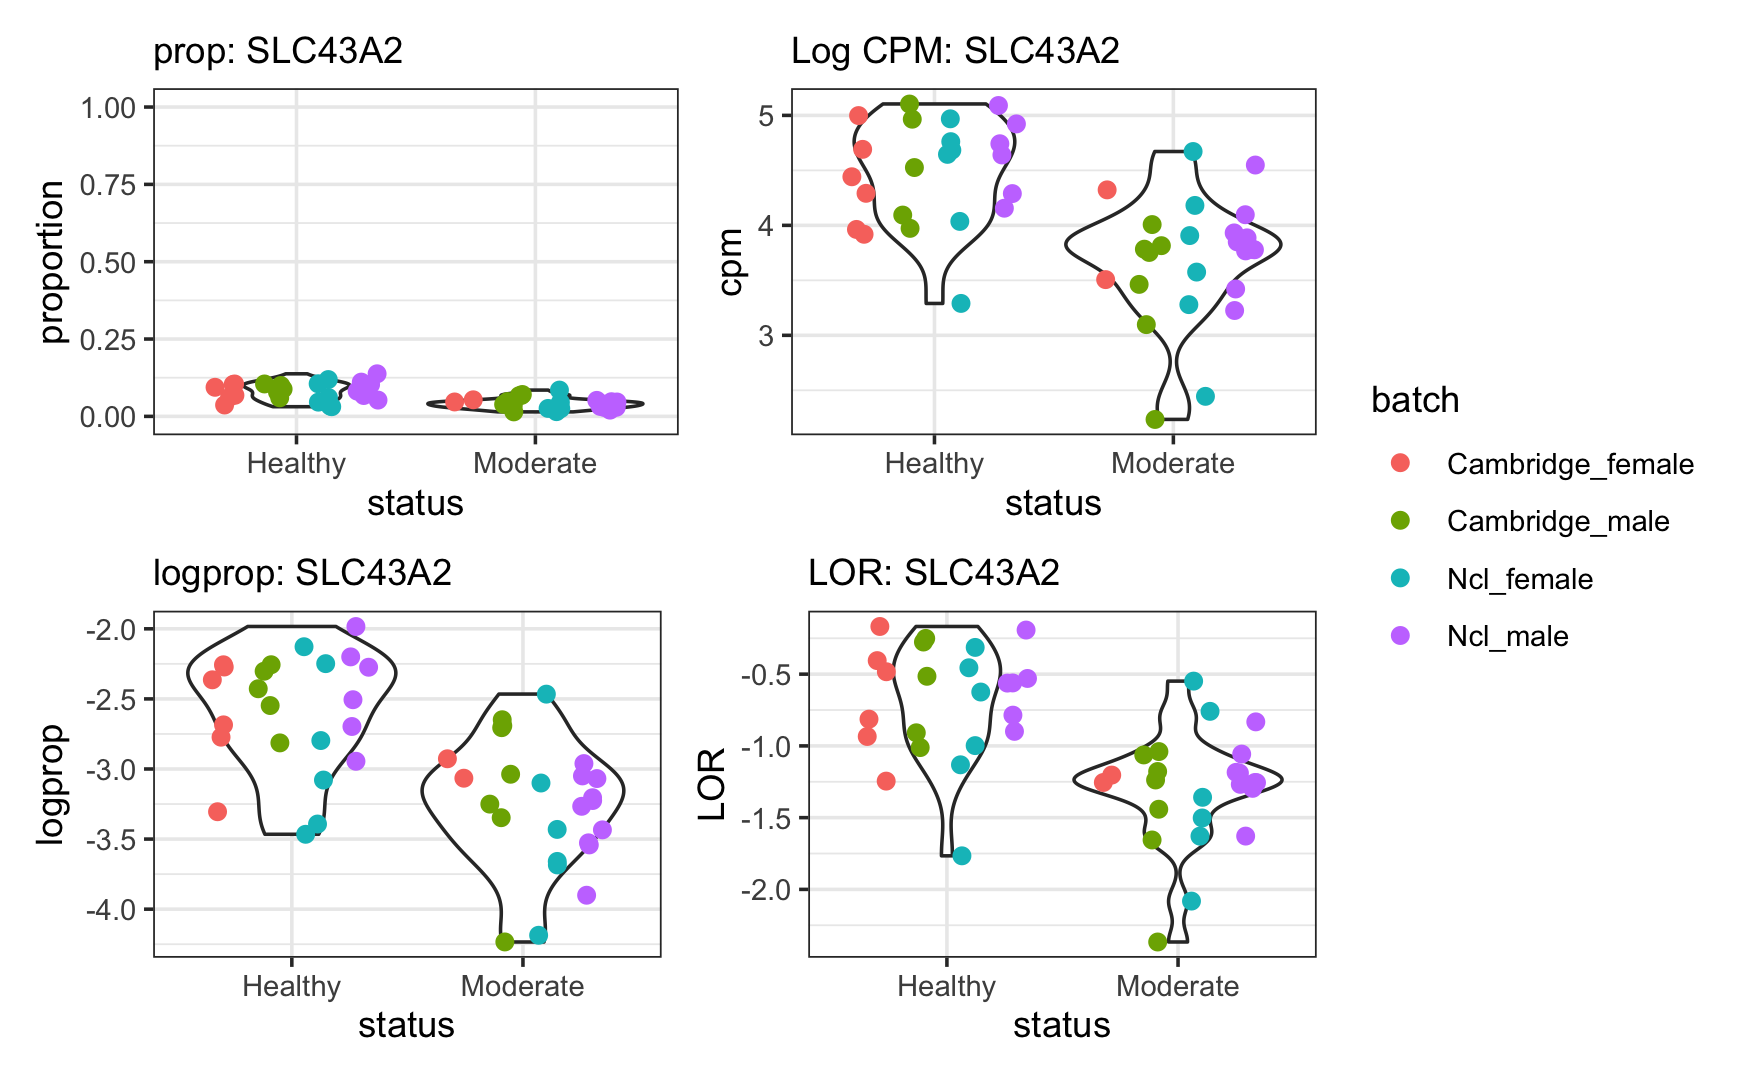 prop: SLC43A2
1.00
0.75
0.50
0.25
0.00
proportion
Healthy
Moderate
status
Log CPM: SLC43A2
5
4
3
cpm
Healthy
Moderate
status
logprop: SLC43A2
-2.0
-2.5
-3.0
-3.5
-4.0
logprop
Healthy
Moderate
status
LOR: SLC43A2
-0.5
-1.0
-1.5
-2.0
LOR
Healthy
Moderate
status
batch
Cambridge_female
Cambridge_male
Ncl_female
Ncl_male